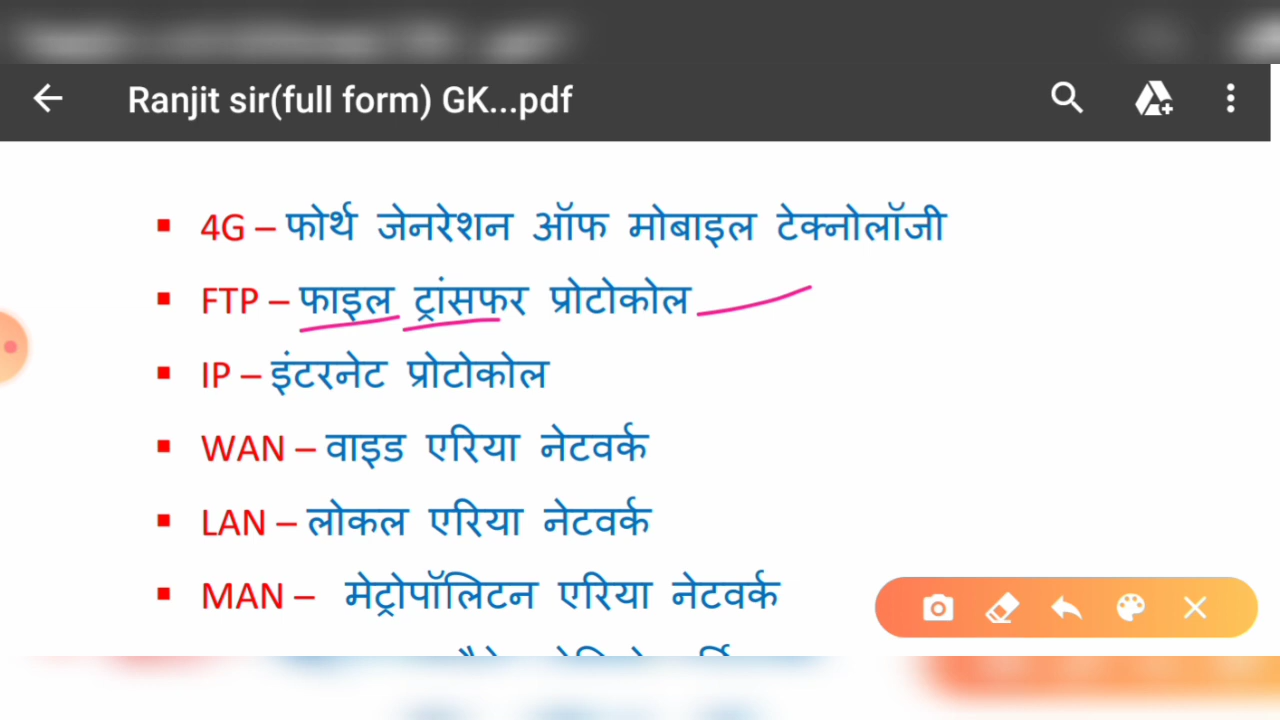 Ranjit sir(full form) GK...pdf
▪ 4G – फोर्थ जेनरेशन ऑफ मोबाइल टेक्नोलॉजी
▪ FTP – फाइल ट्रांसफर प्रोटोकोल
▪ IP – इंटरनेट प्रोटोकोल
▪ WAN – वाइड एरिया नेटवर्क
▪ LAN – लोकल एरिया नेटवर्क
▪ MAN – मेट्रोपॉलिटन एरिया नेटवर्क